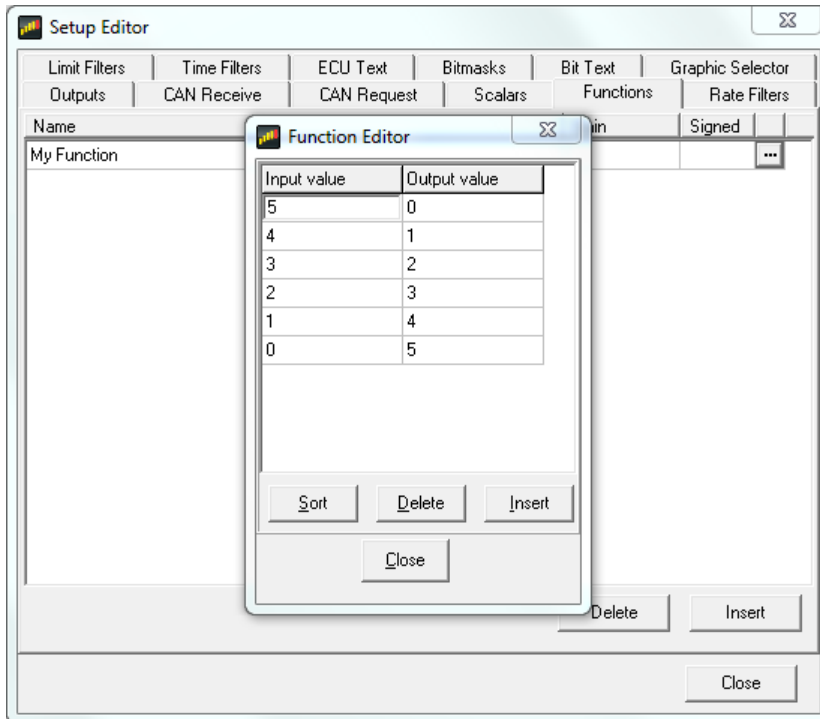 Setup Editor
Limit Filters Time Filters ECU Text Bitmasks Bit Text Graphic Selector
Outputs CAN Receive CAN Request Scalars Functions Rate Filters
Name Signed
My Function ...
Function Editor
Input value Output value
5 0
4 1
3 2
2 3
1 4
0 5
Sort Delete Insert
Close
Delete Insert
Close